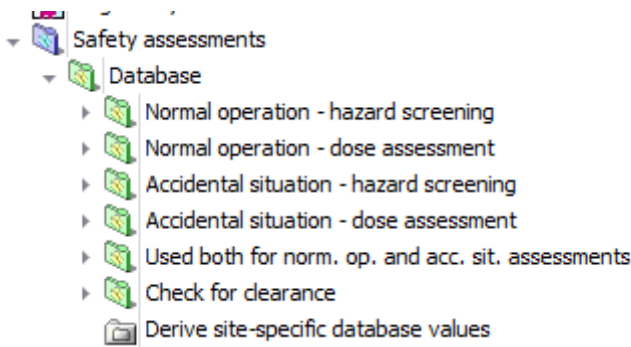 Safety assessments
Database
Normal operation - hazard screening
Normal operation - dose assessment
Accidental situation - hazard screening
Accidental situation - dose assessment
Used both for norm. op. and acc. sit. assessments
Check for clearance
Derive site-specific database values